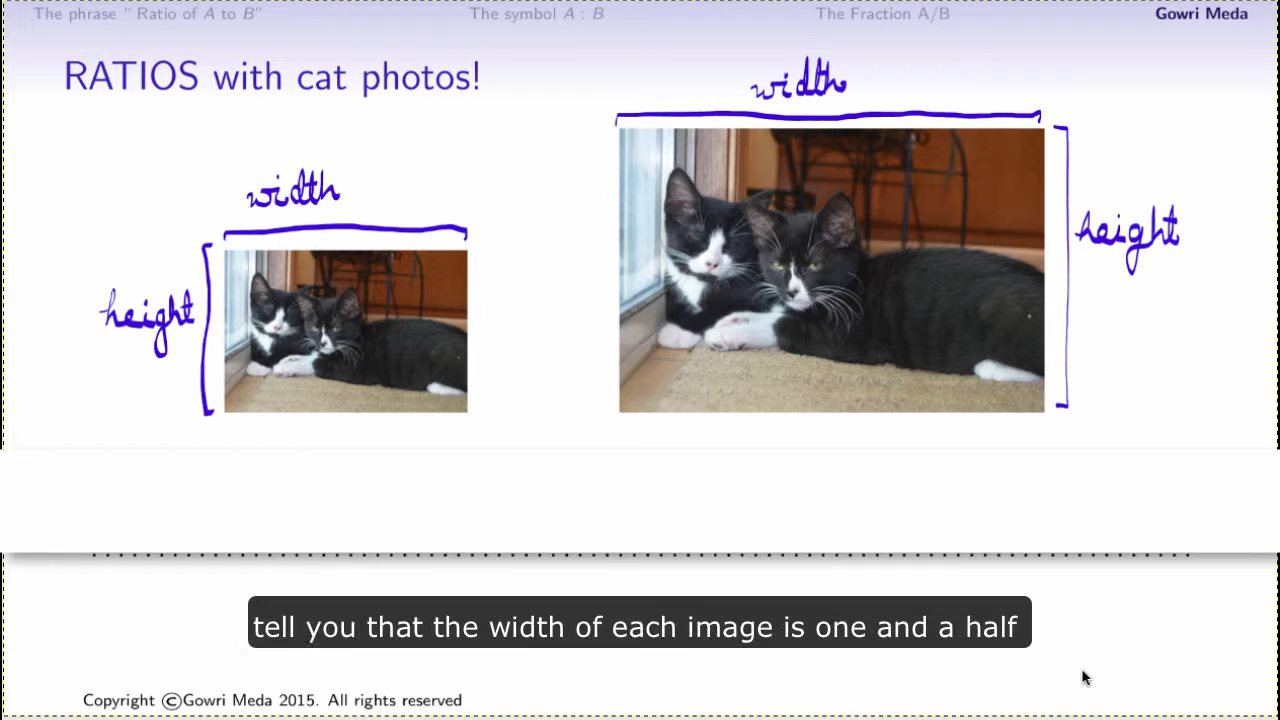 The phrase " Ratio of A to B" The symbol A : B The Fraction A/B Gowri Meda
RATIOS with cat photos!
width
height
width
height
tell you that the width of each image is one and a half
Copyright ©Gowri Meda 2015. All rights reserved